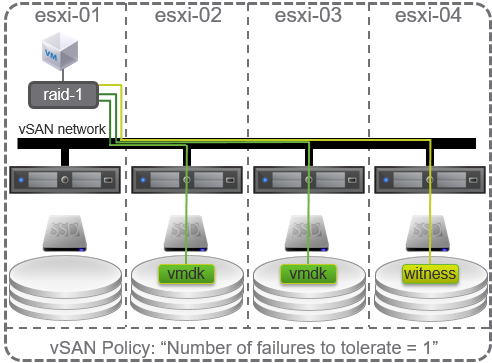 esxi-01 esxi-02 esxi-03 esxi-04
VM
raid-1
vSAN network
SSD SSD SSD SSD
vmdk vmdk witness
vSAN Policy: “Number of failures to tolerate = 1”